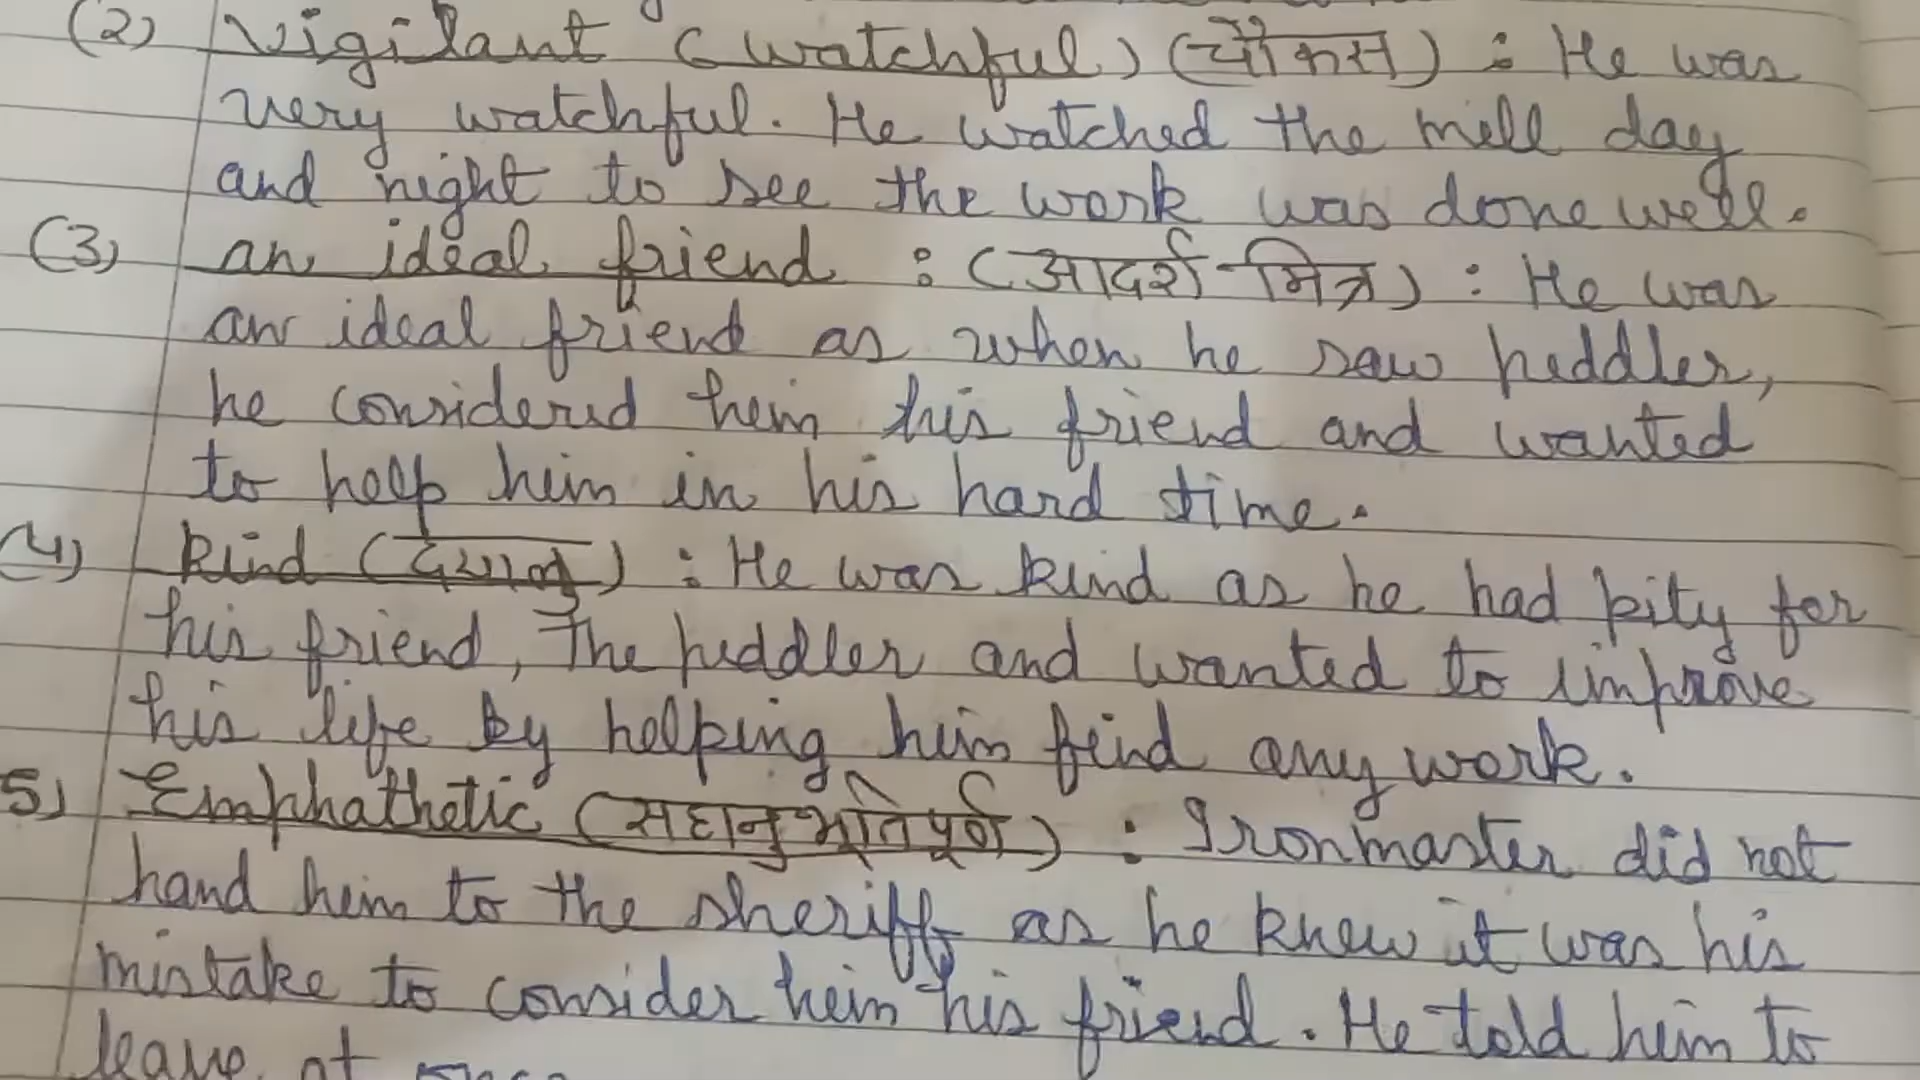 (2) Vigilant (watchful) (चौकस) : He was
very watchful. He watched the mill day
and night to see the work was done well.
(3) an ideal friend : (आदर्श मित्र) : He was
an ideal friend as when he saw peddler,
he considered him his friend and wanted
to help him in his hard time.
(4) Kind (दयालु) : He was kind as he had pity for
his friend, The peddler and wanted to improve
his life by helping him find any work.
5) Emphathetic (सहानुभूतिपूर्ण) : Ironmaster did not
hand him to the sheriff as he knew it was his
mistake to consider him his friend. He told him to
leave at